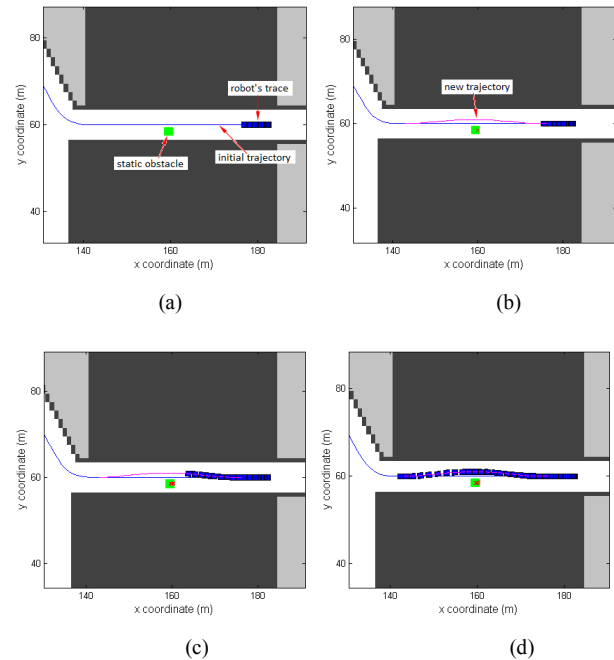 80
60
40
140
160
180
x coordinate (m)
y coordinate (m)
robot's trace
static obstacle
initial trajectory
(a)
80
60
40
140
160
180
x coordinate (m)
y coordinate (m)
new trajectory
(b)
80
60
40
140
160
180
x coordinate (m)
y coordinate (m)
(c)
80
60
40
140
160
180
x coordinate (m)
y coordinate (m)
(d)